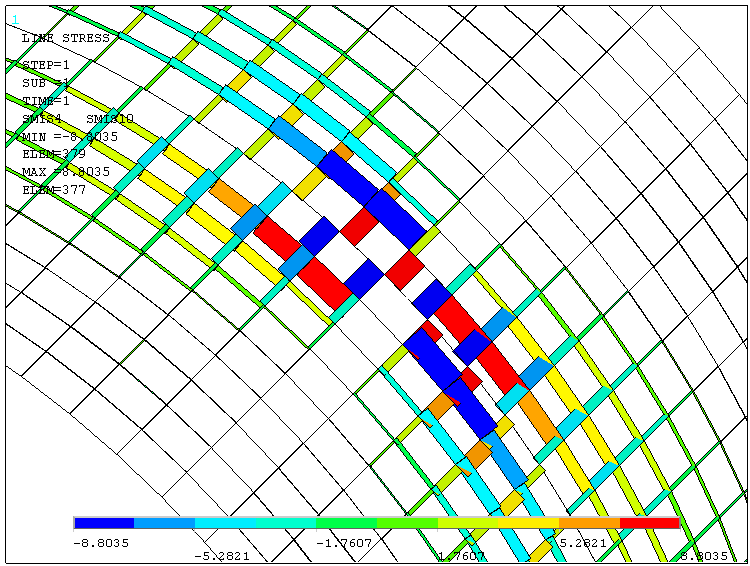 1
LINE STRESS
STEP=1
SUB =1
TIME=1
SMIS4 SMIS10
MIN =-8.8035
ELEM=379
MAX =8.8035
ELEM=377
-8.8035
-5.2821
-1.7607
1.7607
5.2821
8.8035